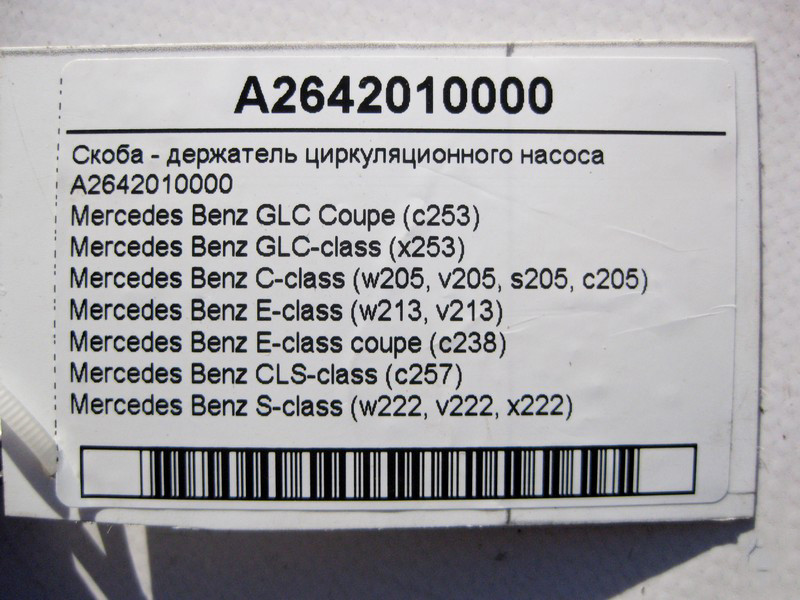 A2642010000
Скоба - держатель циркуляционного насоса
A2642010000
Mercedes Benz GLC Coupe (c253)
Mercedes Benz GLC-class (x253)
Mercedes Benz C-class (w205, v205, s205, c205)
Mercedes Benz E-class (w213, v213)
Mercedes Benz E-class coupe (c238)
Mercedes Benz CLS-class (c257)
Mercedes Benz S-class (w222, v222, x222)